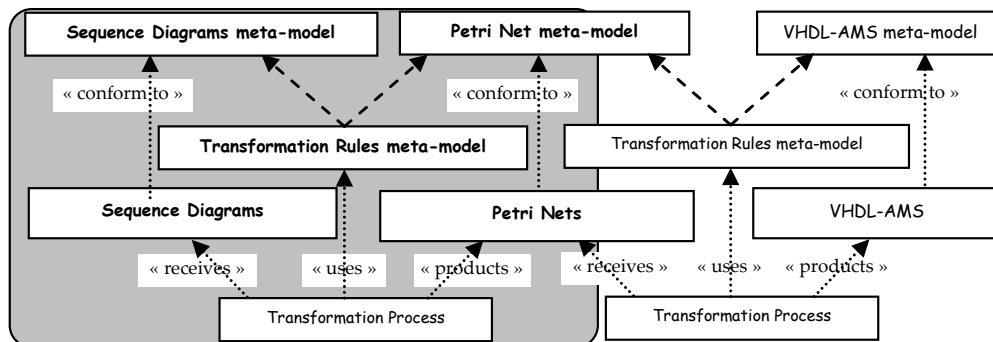 Sequence Diagrams meta-model
Petri Net meta-model
VHDL-AMS meta-model
« conform to »
« conform to »
« conform to »
Transformation Rules meta-model
Transformation Rules meta-model
Sequence Diagrams
Petri Nets
VHDL-AMS
« receives »
« uses »
« products »
« receives »
« uses »
« products »
Transformation Process
Transformation Process